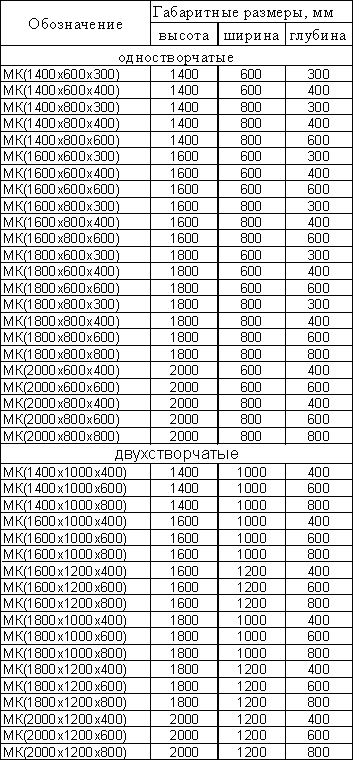 Обозначение Габаритные размеры, мм
высота ширина глубина
одностворчатые
МК(1400х600х300) 1400 600 300
МК(1400х600х400) 1400 600 400
МК(1400х800х300) 1400 800 300
МК(1400х800х400) 1400 800 400
МК(1400х800х600) 1400 800 600
МК(1600х600х300) 1600 600 300
МК(1600х600х400) 1600 600 400
МК(1600х600х600) 1600 600 600
МК(1600х800х300) 1600 800 300
МК(1600х800х400) 1600 800 400
МК(1600х800х600) 1600 800 600
МК(1800х600х300) 1800 600 300
МК(1800х600х400) 1800 600 400
МК(1800х600х600) 1800 600 600
МК(1800х800х300) 1800 800 300
МК(1800х800х400) 1800 800 400
МК(1800х800х600) 1800 800 600
МК(1800х800х800) 1800 800 800
МК(2000х600х400) 2000 600 400
МК(2000х600х600) 2000 600 600
МК(2000х800х400) 2000 800 400
МК(2000х800х600) 2000 800 600
МК(2000х800х800) 2000 800 800
двухстворчатые
МК(1400х1000х400) 1400 1000 400
МК(1400х1000х600) 1400 1000 600
МК(1400х1000х800) 1400 1000 800
МК(1600х1000х400) 1600 1000 400
МК(1600х1000х600) 1600 1000 600
МК(1600х1000х800) 1600 1000 800
МК(1600х1200х400) 1600 1200 400
МК(1600х1200х600) 1600 1200 600
МК(1600х1200х800) 1600 1200 800
МК(1800х1000х400) 1800 1000 400
МК(1800х1000х600) 1800 1000 600
МК(1800х1000х800) 1800 1000 800
МК(1800х1200х400) 1800 1200 400
МК(1800х1200х600) 1800 1200 600
МК(1800х1200х800) 1800 1200 800
МК(2000х1200х400) 2000 1200 400
МК(2000х1200х600) 2000 1200 600
МК(2000х1200х800) 2000 1200 800